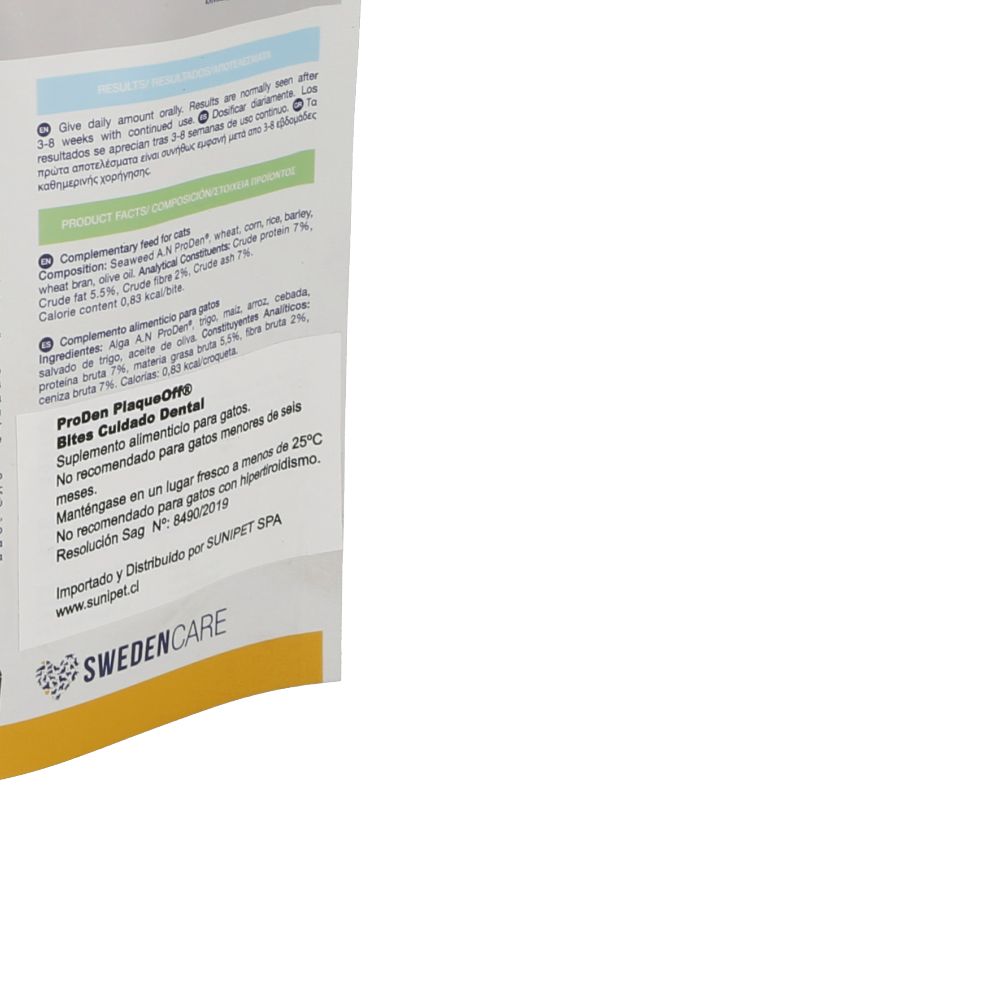 RESULTS/ RESULTADOS/ΑΠΟΤΕΛΕΣΜΑΤΑ
EN Give daily amount orally. Results are normally seen after
3-8 weeks with continued use. ES Dosificar diariamente. Los
resultados se aprecian tras 3-8 semanas de uso continuo. GR Τα
πρώτα αποτελέσματα είναι συνήθως εμφανή μετά απο 3-8 εβδομάδες
καθημερινής χορήγησης.
PRODUCT FACTS/ COMPOSICIÓN/ΣΤΟΙΧΕΙΑ ΠΡΟΪΟΝΤΟΣ
EN Complementary feed for cats
Composition: Seaweed A.N ProDen®, wheat, corn, rice, barley,
wheat bran, olive oil. Analytical Constituents: Crude protein 7%,
Crude fat 5.5%, Crude fibre 2%, Crude ash 7%.
Calorie content 0,83 kcal/bite.
ES Complemento alimenticio para gatos
Ingredientes: Alga A.N ProDen®, trigo, maíz, arroz, cebada,
salvado de trigo, aceite de oliva. Constituyentes Analíticos:
proteína bruta 7%, materia grasa bruta 5,5%, fibra bruta 2%,
ceniza bruta 7%. Calorías: 0,83 kcal/croqueta.
ProDen PlaqueOff®
Bites Cuidado Dental
Suplemento alimenticio para gatos.
No recomendado para gatos menores de seis
meses.
Manténgase en un lugar fresco a menos de 25ºC
No recomendado para gatos con hipertiroidismo.
Resolución Sag Nº: 8490/2019
Importado y Distribuido por SUNIPET SPA
www.sunipet.cl
SWEDENCARE